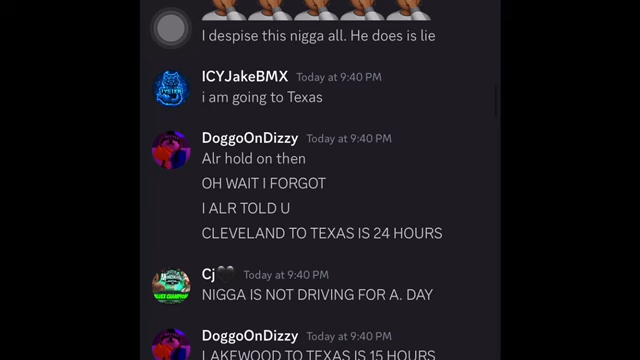 I despise this nigga all. He does is lie
ICYJakeBMX Today at 9:40 PM
i am going to Texas
DoggoOnDizzy Today at 9:40 PM
Alr hold on then
OH WAIT I FORGOT
I ALR TOLD U
CLEVELAND TO TEXAS IS 24 HOURS
Cj🖤 Today at 9:40 PM
NIGGA IS NOT DRIVING FOR A. DAY
DoggoOnDizzy Today at 9:40 PM
LAKEWOOD TO TEXAS IS 15 HOURS